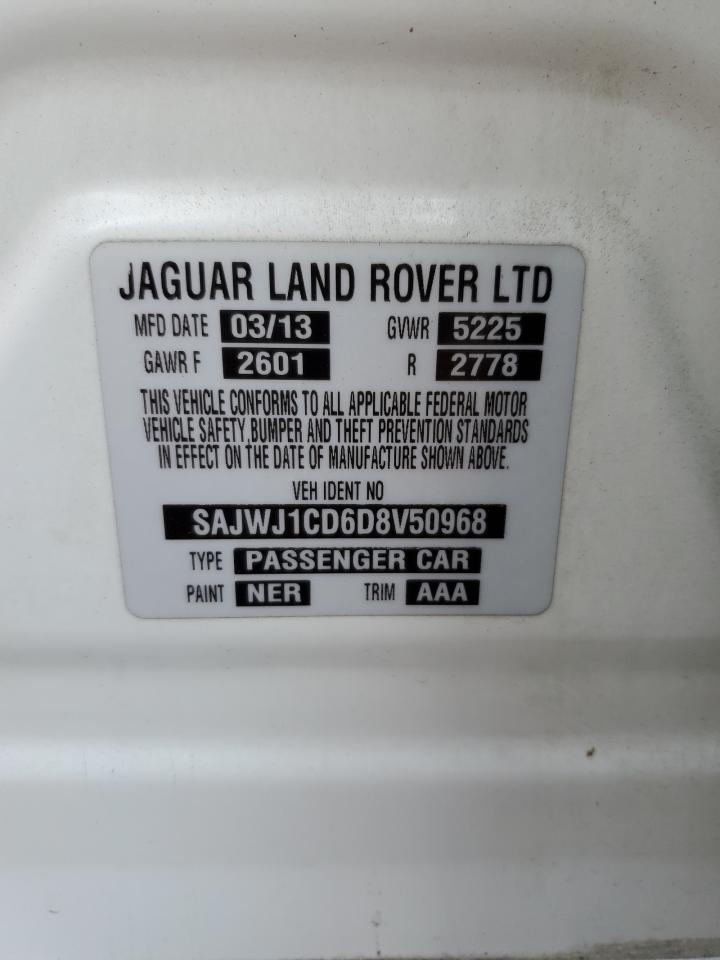 JAGUAR LAND ROVER LTD
MFD DATE 03/13 GVWR 5225
GAWR F 2601 R 2778
THIS VEHICLE CONFORMS TO ALL APPLICABLE FEDERAL MOTOR
VEHICLE SAFETY, BUMPER AND THEFT PREVENTION STANDARDS
IN EFFECT ON THE DATE OF MANUFACTURE SHOWN ABOVE.
VEH IDENT NO
SAJWJ1CD6D8V50968
TYPE PASSENGER CAR
PAINT NER TRIM AAA